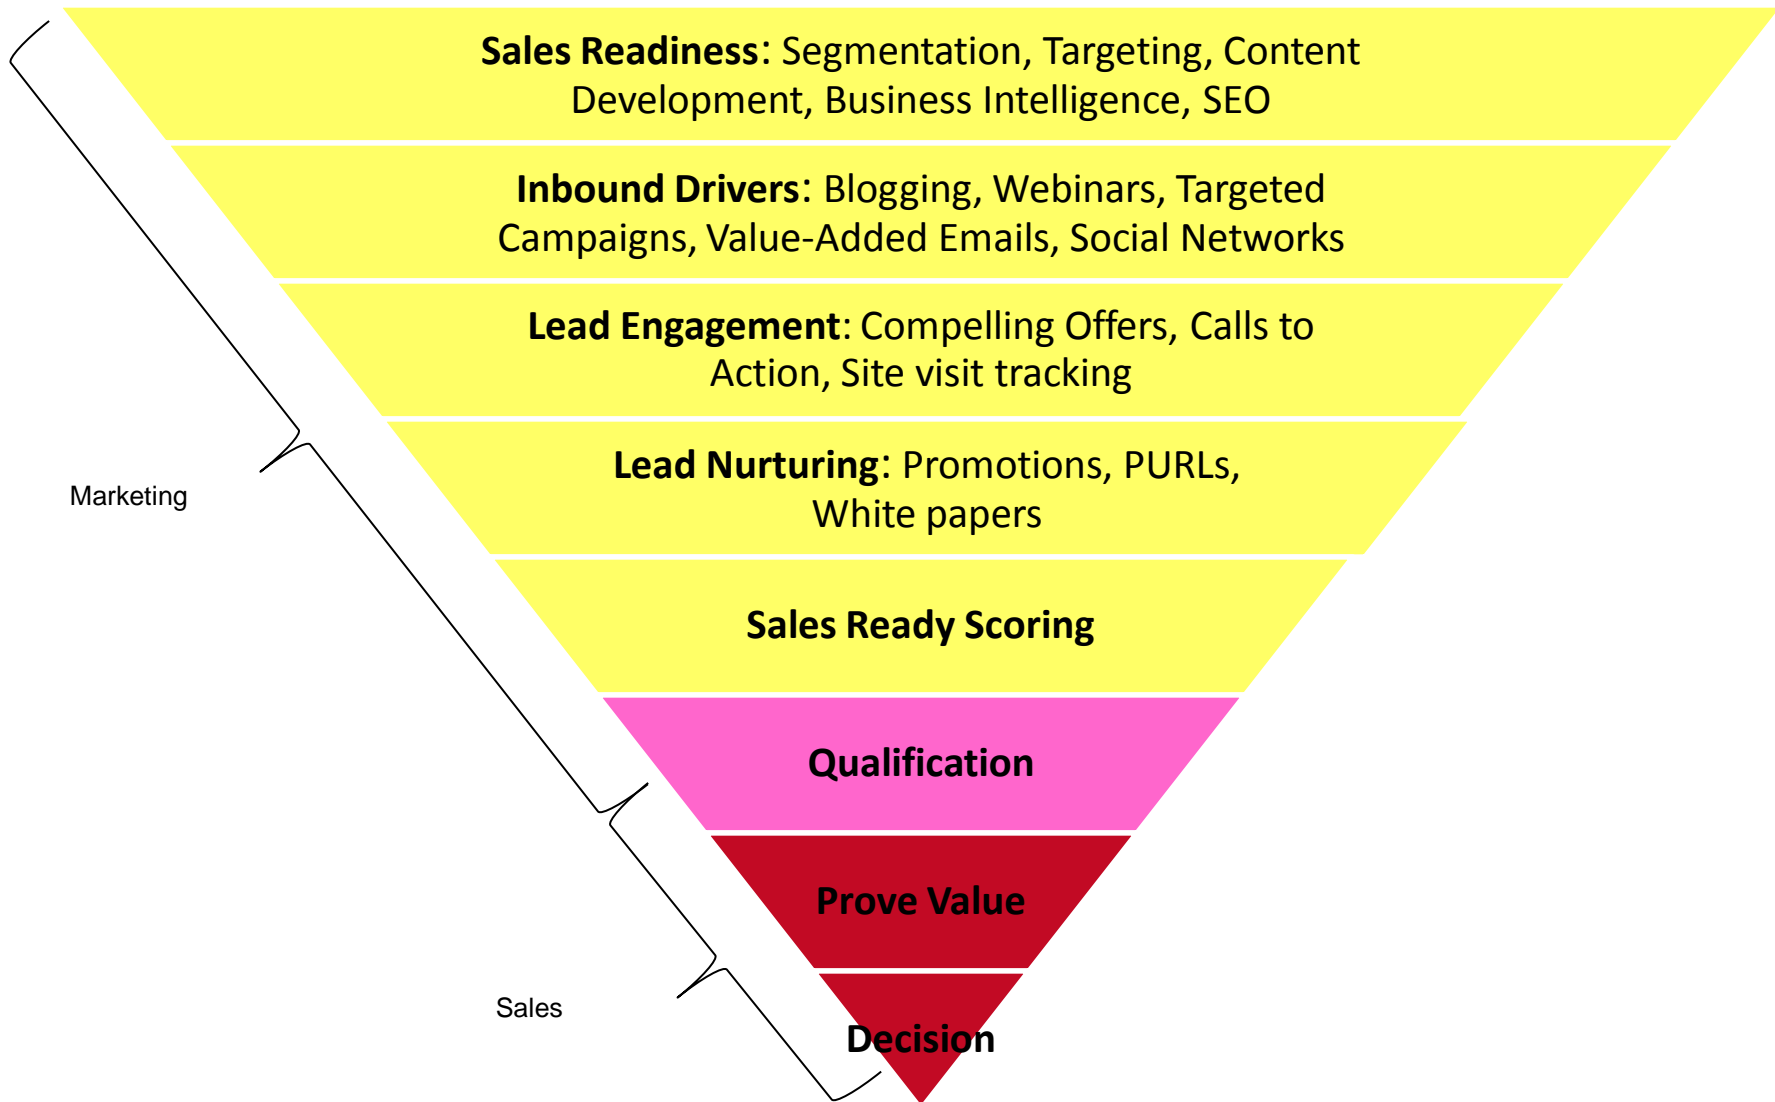 Sales Readiness: Segmentation, Targeting, Content
Development, Business Intelligence, SEO
Inbound Drivers: Blogging, Webinars, Targeted
Campaigns, Value-Added Emails, Social Networks
Lead Engagement: Compelling Offers, Calls to
Action, Site visit tracking
Lead Nurturing: Promotions, PURLs,
White papers
Marketing
Sales Ready Scoring
Qualification
Prove Value
Sales
Decision